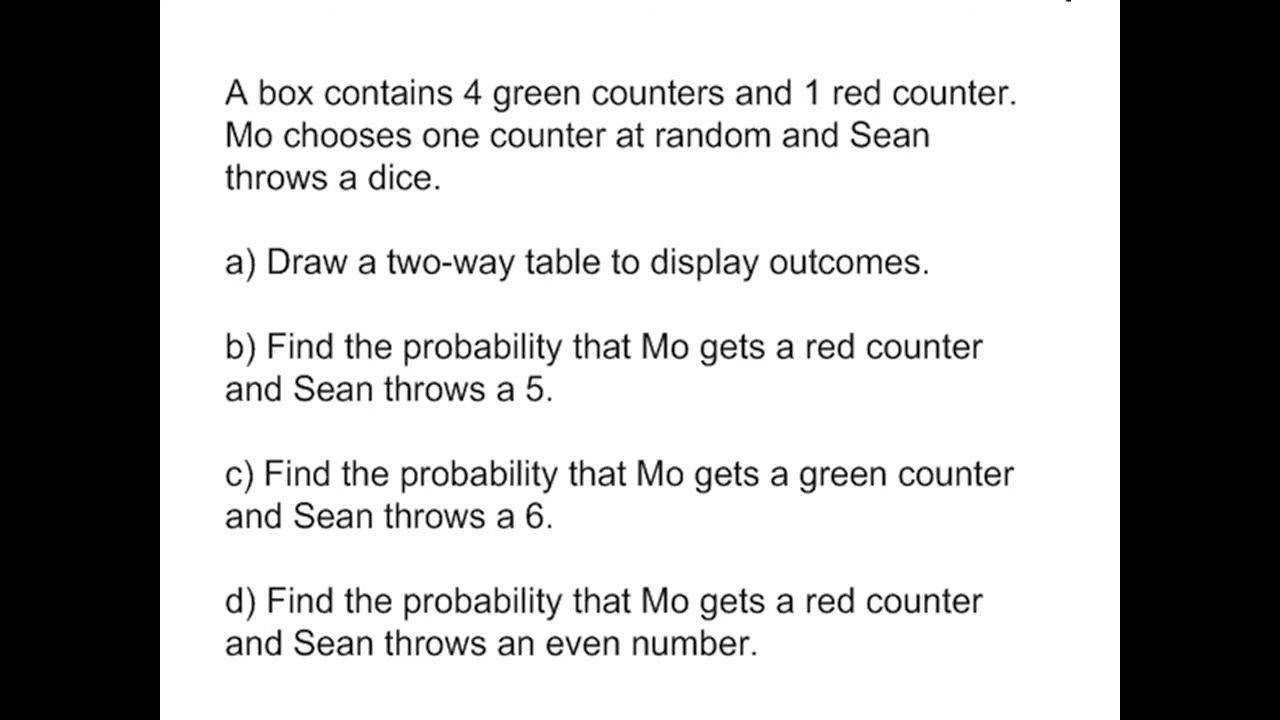 A box contains 4 green counters and 1 red counter.
Mo chooses one counter at random and Sean
throws a dice.
a) Draw a two-way table to display outcomes.
b) Find the probability that Mo gets a red counter
and Sean throws a 5.
c) Find the probability that Mo gets a green counter
and Sean throws a 6.
d) Find the probability that Mo gets a red counter
and Sean throws an even number.